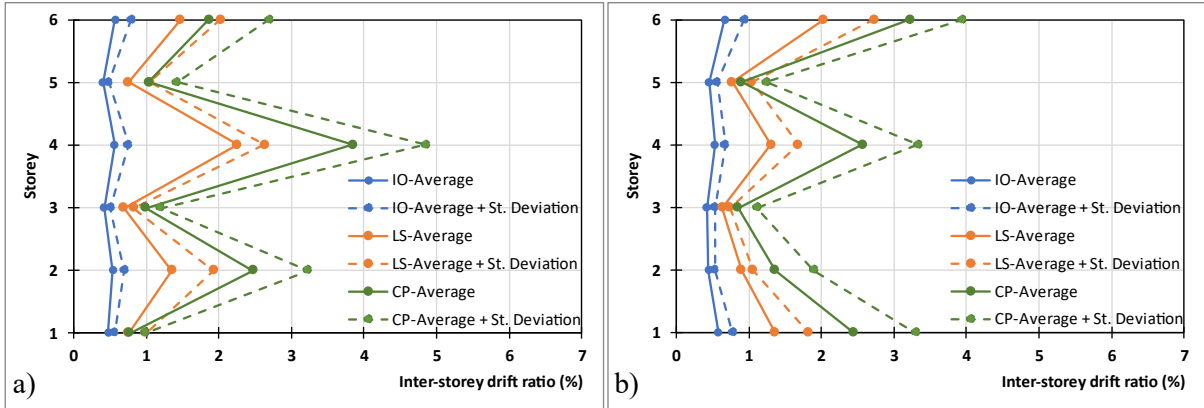 6
5
4
3
2
1
Storey
IO-Average
IO-Average + St. Deviation
LS-Average
LS-Average + St. Deviation
CP-Average
CP-Average + St. Deviation
0 1 2 3 4 5 6 7
Inter-storey drift ratio (%)
a)
6
5
4
3
2
1
Storey
IO-Average
IO-Average + St. Deviation
LS-Average
LS-Average + St. Deviation
CP-Average
CP-Average + St. Deviation
0 1 2 3 4 5 6 7
Inter-storey drift ratio (%)
b)